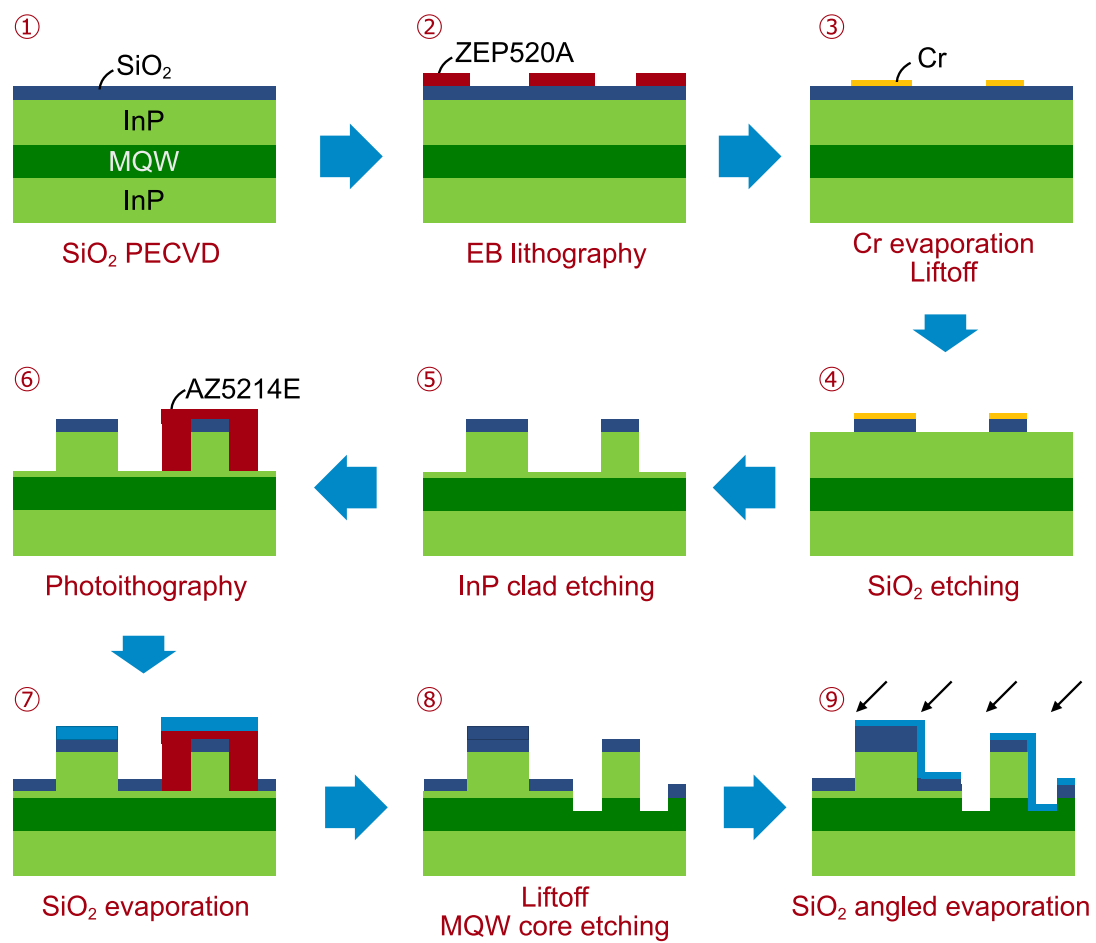 ①
SiO₂
InP
MQW
InP
SiO₂ PECVD
②
ZEP520A
EB lithography
③
Cr
Cr evaporation
Liftoff
④
SiO₂ etching
⑤
InP clad etching
⑥
AZ5214E
Photoithography
⑦
SiO₂ evaporation
⑧
Liftoff
MQW core etching
⑨
SiO₂ angled evaporation